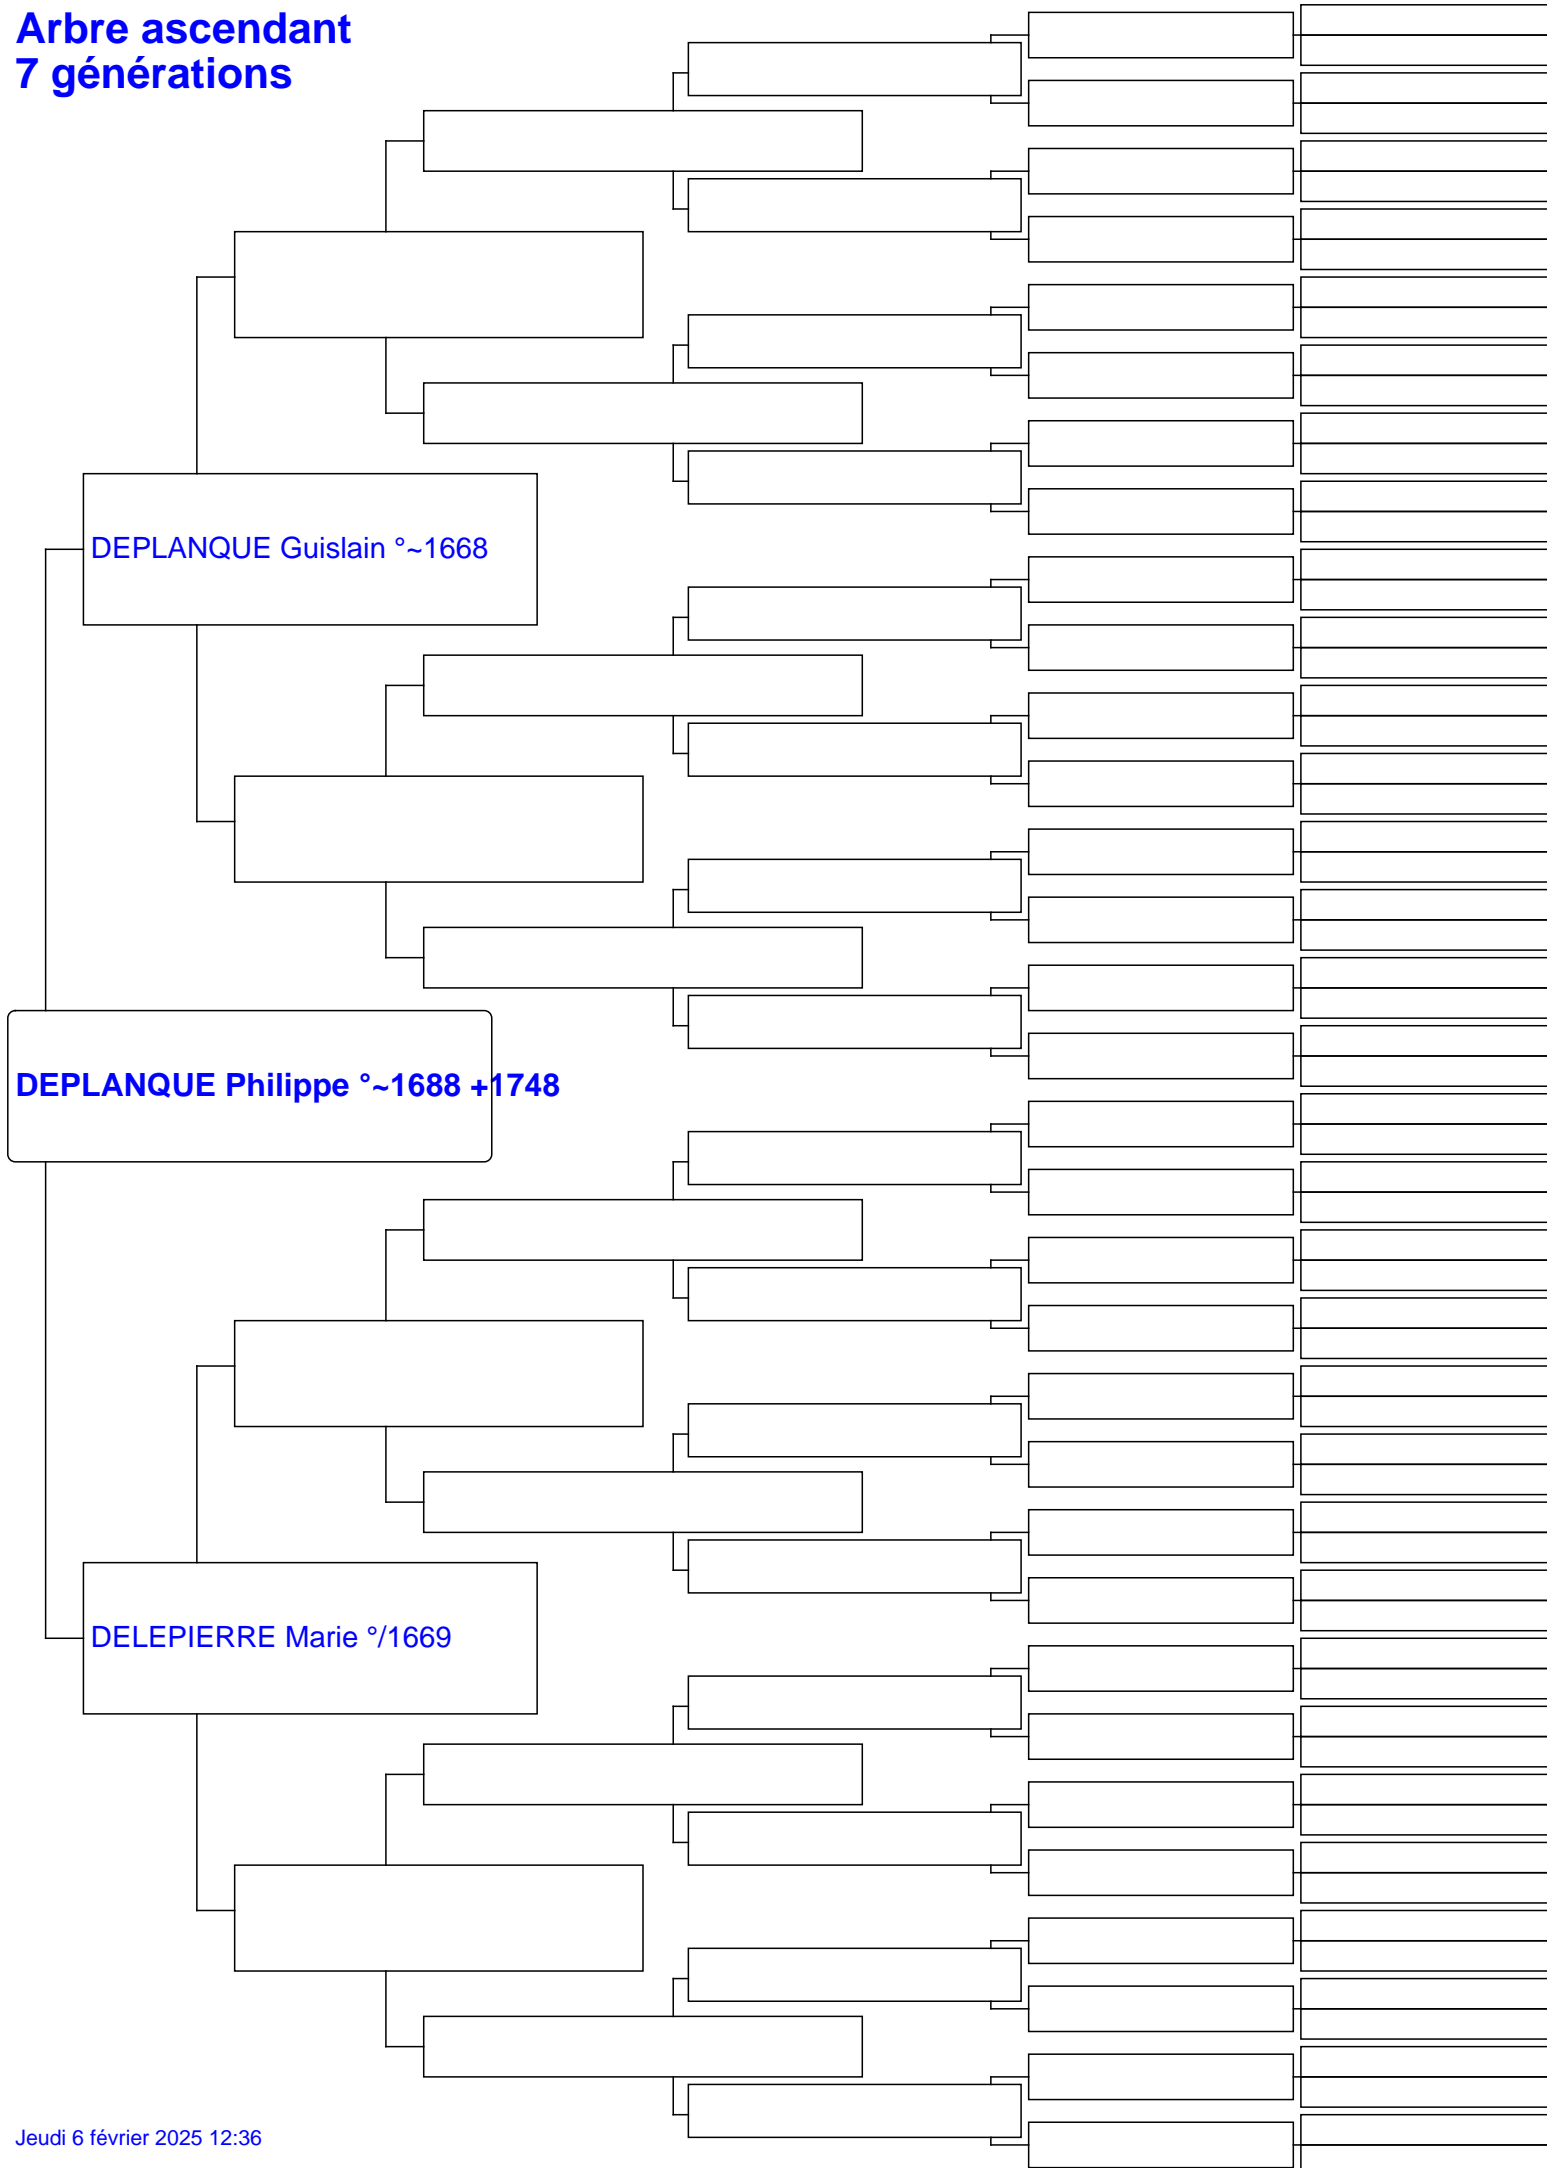 Arbre ascendant
7 générations
DEPLANQUE Guislain °~1668
DEPLANQUE Philippe °~1688 +1748
DELEPIERRE Marie °/1669
Jeudi 6 février 2025 12:36